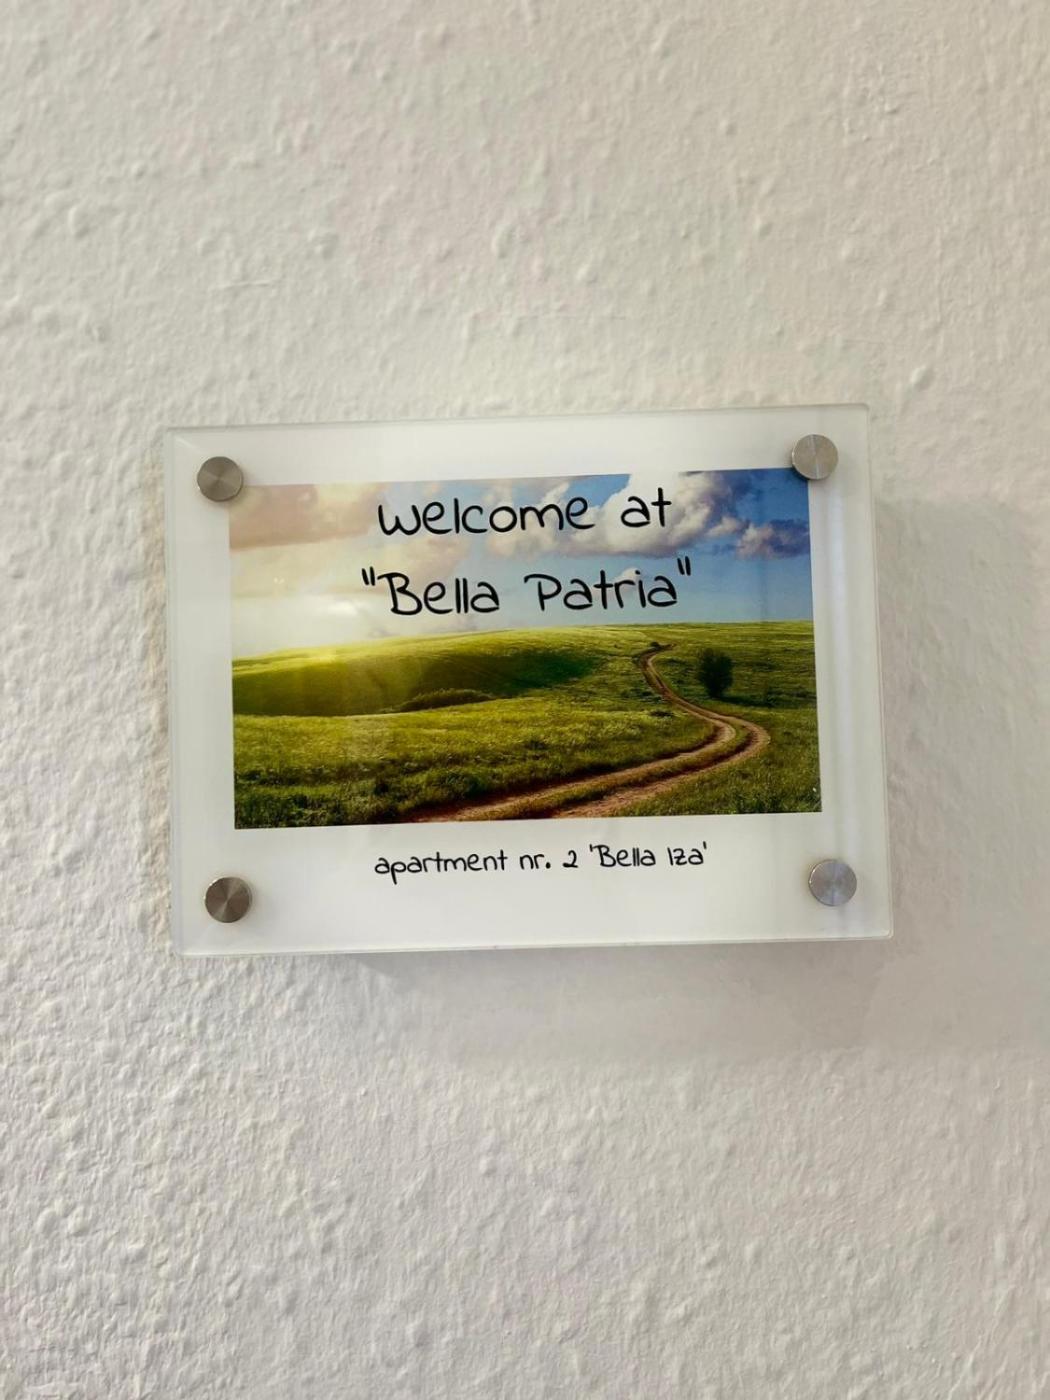 welcome at
"Bella Patria"
apartment nr. 2 'Bella Iza'